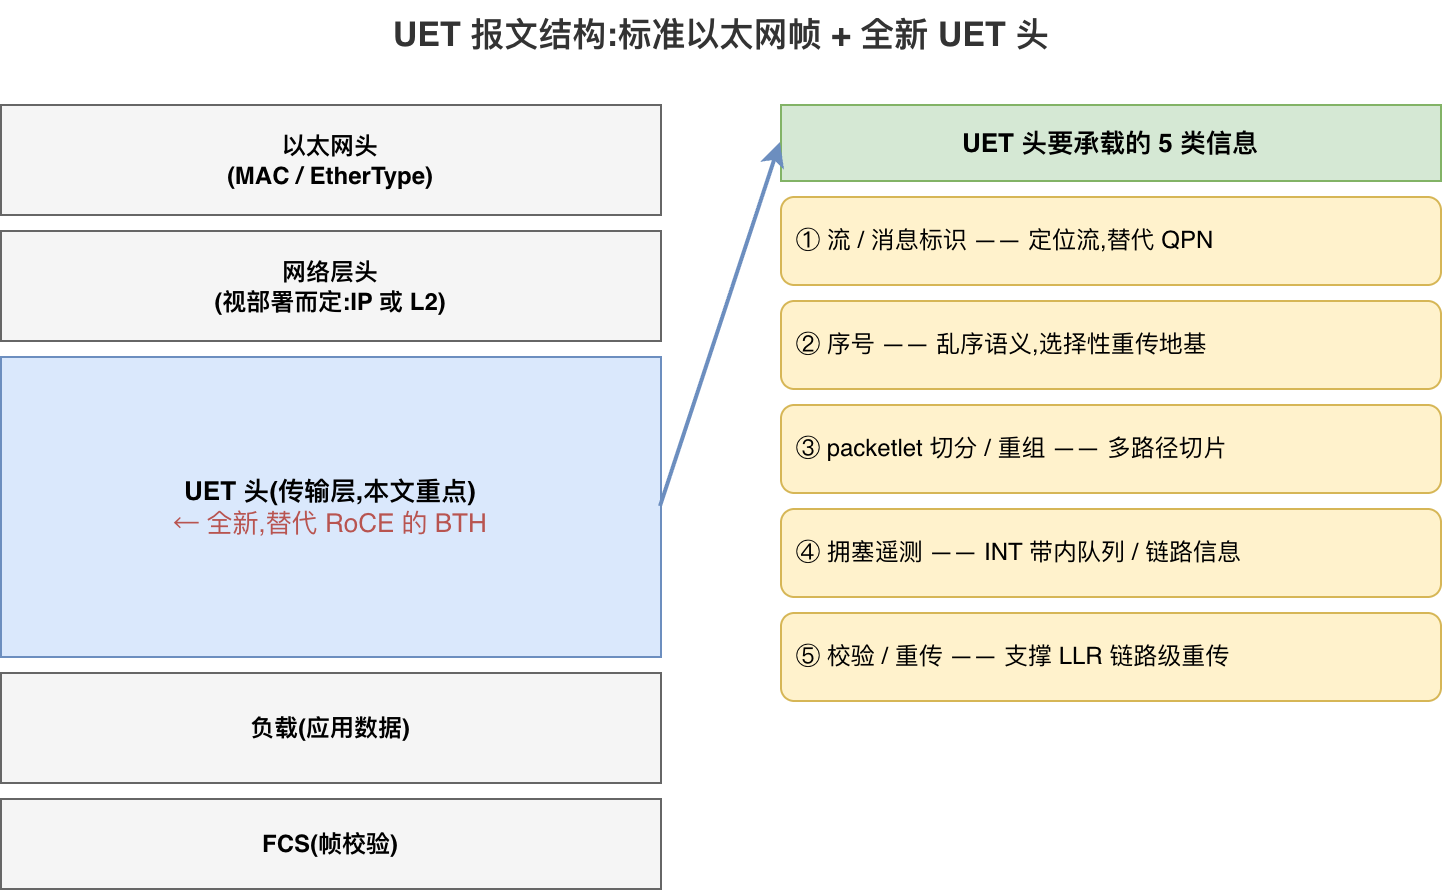 UET 报文结构:标准以太网帧 + 全新 UET 头
以太网头
(MAC / EtherType)
网络层头
(视部署而定:IP 或 L2)
UET 头(传输层,本文重点)
← 全新,替代 RoCE 的 BTH
负载(应用数据)
FCS(帧校验)
UET 头要承载的 5 类信息
① 流 / 消息标识 —— 定位流,替代 QPN
② 序号 —— 乱序语义,选择性重传地基
③ packetlet 切分 / 重组 —— 多路径切片
④ 拥塞遥测 —— INT 带内队列 / 链路信息
⑤ 校验 / 重传 —— 支撑 LLR 链路级重传